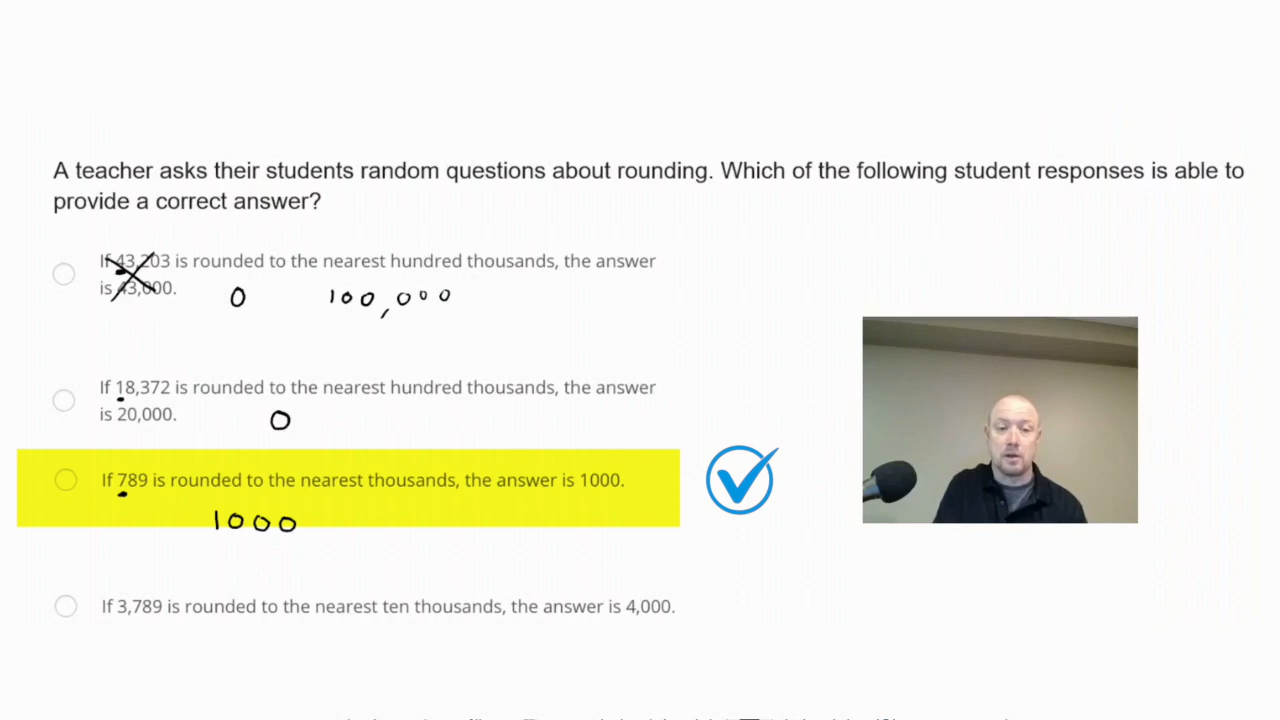 A teacher asks their students random questions about rounding. Which of the following student responses is able to
provide a correct answer?
If 43,203 is rounded to the nearest hundred thousands, the answer
is 43,000.
0 100,000
If 18,372 is rounded to the nearest hundred thousands, the answer
is 20,000.
0
If 789 is rounded to the nearest thousands, the answer is 1000.
1000
If 3,789 is rounded to the nearest ten thousands, the answer is 4,000.